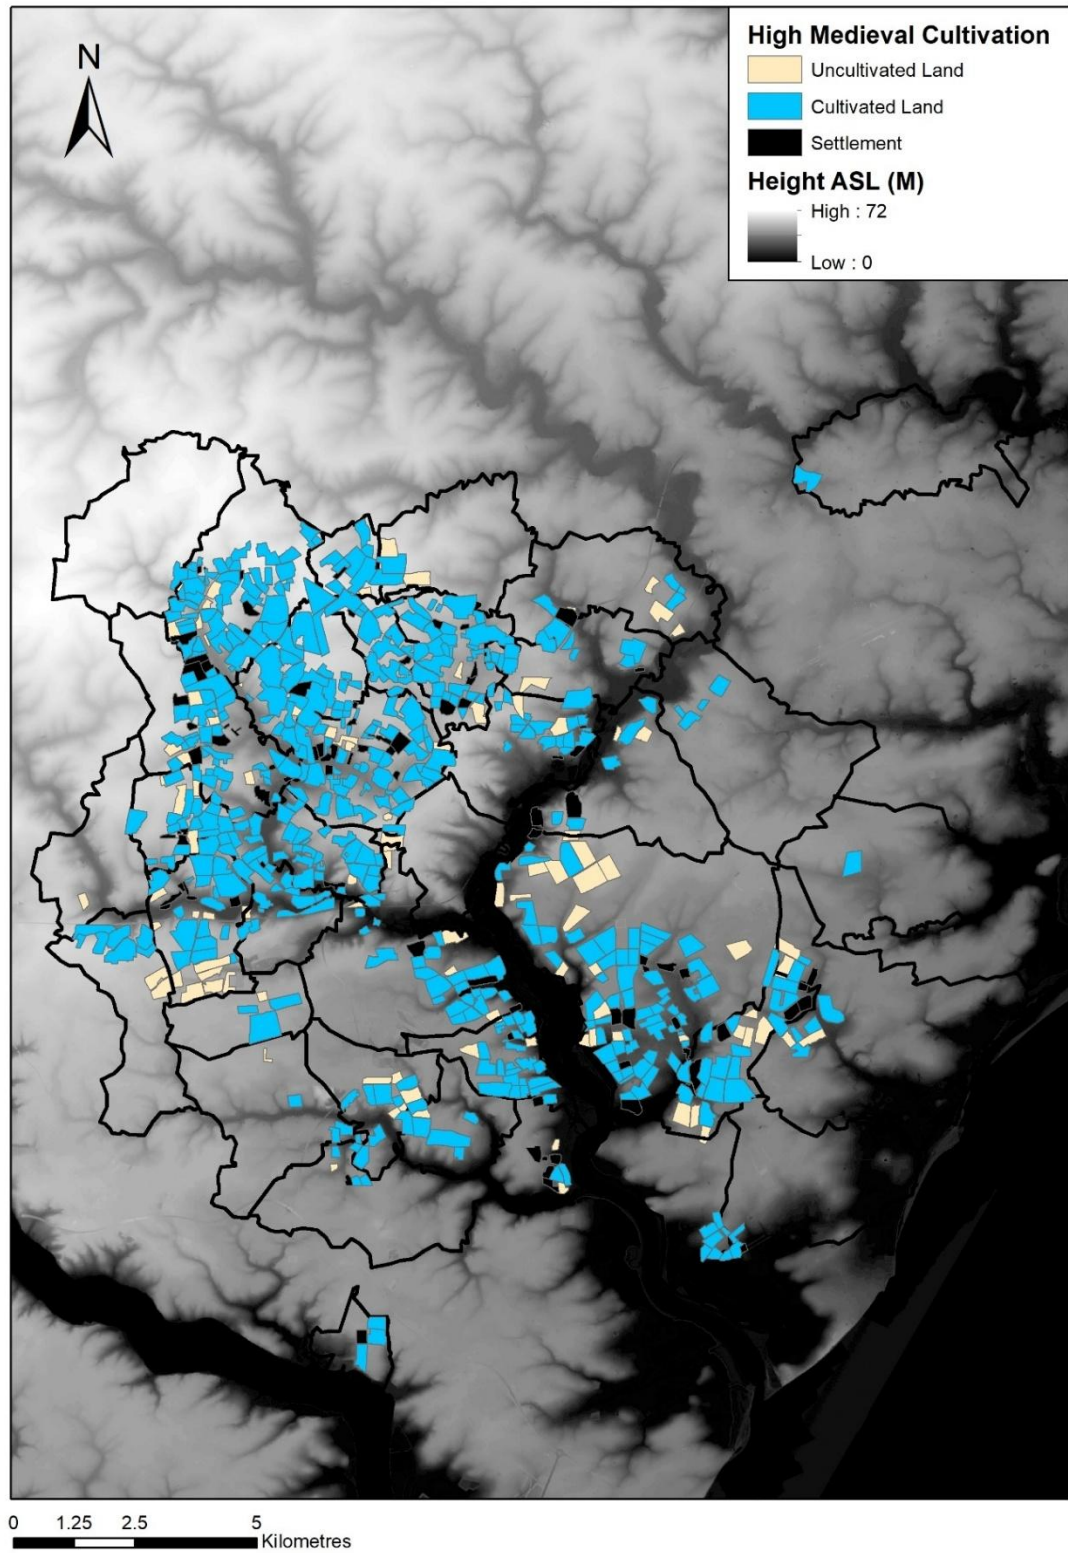 N
High Medieval Cultivation
Uncultivated Land
Cultivated Land
Settlement
Height ASL (M)
High : 72
Low : 0
0 1.25 2.5 5
Kilometres